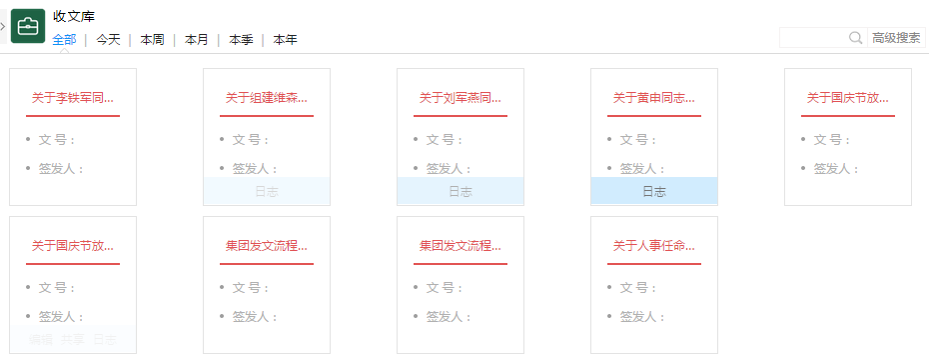 收文库
全部 | 今天 | 本周 | 本月 | 本季 | 本年
高级搜索
关于李铁军同... 关于组建维森... 关于刘军燕同... 关于黄申同志... 关于国庆节放...
• 文号： • 文号： • 文号： • 文号： • 文号：
• 签发人： • 签发人： • 签发人： • 签发人： • 签发人：
日志 日志 日志
关于国庆节放... 集团发文流程... 集团发文流程... 关于人事任命...
• 文号： • 文号： • 文号： • 文号：
• 签发人： • 签发人： • 签发人： • 签发人：
编辑 共享 日志